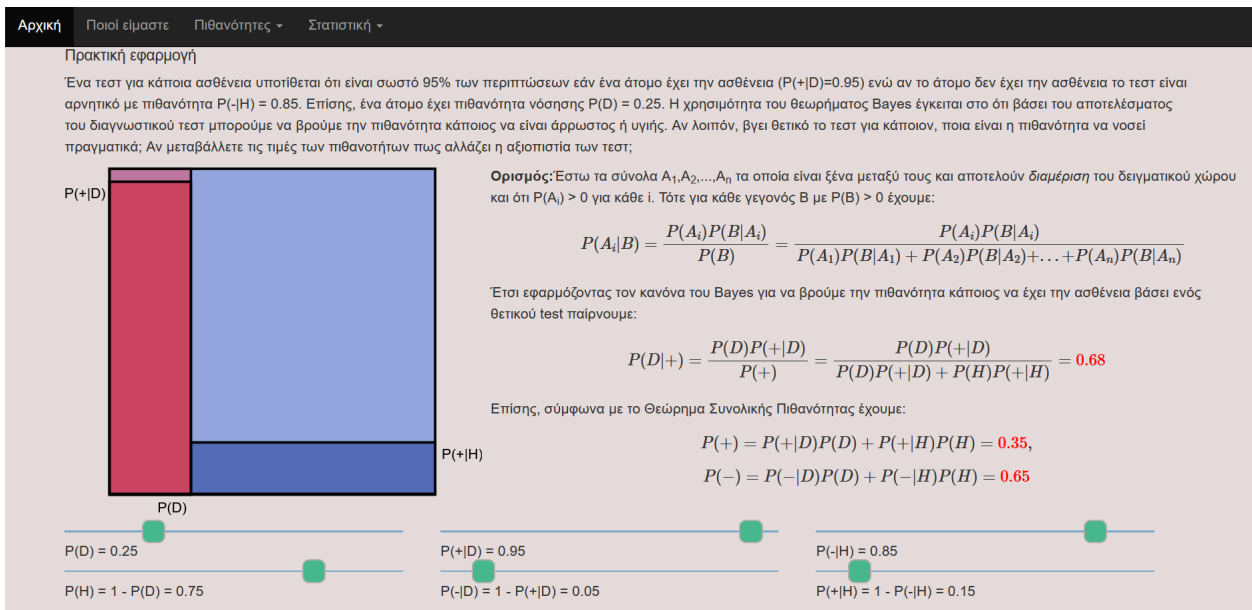 Αρχική Ποιοί είμαστε Πιθανότητες Στατιστική
Πρακτική εφαρμογή
Ένα τεστ για κάποια ασθένεια υποτίθεται ότι είναι σωστό 95% των περιπτώσεων εάν ένα άτομο έχει την ασθένεια (P(+|D)=0.95) ενώ αν το άτομο δεν έχει την ασθένεια το τεστ είναι
αρνητικό με πιθανότητα P(-|H) = 0.85. Επίσης, ένα άτομο έχει πιθανότητα νόσησης P(D) = 0.25. Η χρησιμότητα του θεωρήματος Bayes έγκειται στο ότι βάσει του αποτελέσματος
του διαγνωστικού τεστ μπορούμε να βρούμε την πιθανότητα κάποιος να είναι άρρωστος ή υγιής. Αν λοιπόν, βγει θετικό το τεστ για κάποιον, ποια είναι η πιθανότητα να νοσεί
πραγματικά; Αν μεταβάλλετε τις τιμές των πιθανοτήτων πως αλλάζει η αξιοπιστία των τεστ;
P(+|D)
P(+|H)
P(D)
Ορισμός:Έστω τα σύνολα A₁,A₂,...,Aₙ τα οποία είναι ξένα μεταξύ τους και αποτελούν διαμέριση του δειγματικού χώρου
και ότι P(Aᵢ) > 0 για κάθε i. Τότε για κάθε γεγονός B με P(B) > 0 έχουμε:
P(Aᵢ|B) = P(Aᵢ)P(B|Aᵢ) / P(B) = P(Aᵢ)P(B|Aᵢ) / P(A₁)P(B|A₁) + P(A₂)P(B|A₂)+...+P(Aₙ)P(B|Aₙ)
Έτσι εφαρμόζοντας τον κανόνα του Bayes για να βρούμε την πιθανότητα κάποιος να έχει την ασθένεια βάσει ενός
θετικού test παίρνουμε:
P(D|+) = P(D)P(+|D) / P(+) = P(D)P(+|D) / P(D)P(+|D) + P(H)P(+|H) = 0.68
Επίσης, σύμφωνα με το Θεώρημα Συνολικής Πιθανότητας έχουμε:
P(+) = P(+|D)P(D) + P(+|H)P(H) = 0.35,
P(−) = P(−|D)P(D) + P(−|H)P(H) = 0.65
P(D) = 0.25 P(+|D) = 0.95 P(-|H) = 0.85
P(H) = 1 - P(D) = 0.75 P(-|D) = 1 - P(+|D) = 0.05 P(+|H) = 1 - P(-|H) = 0.15